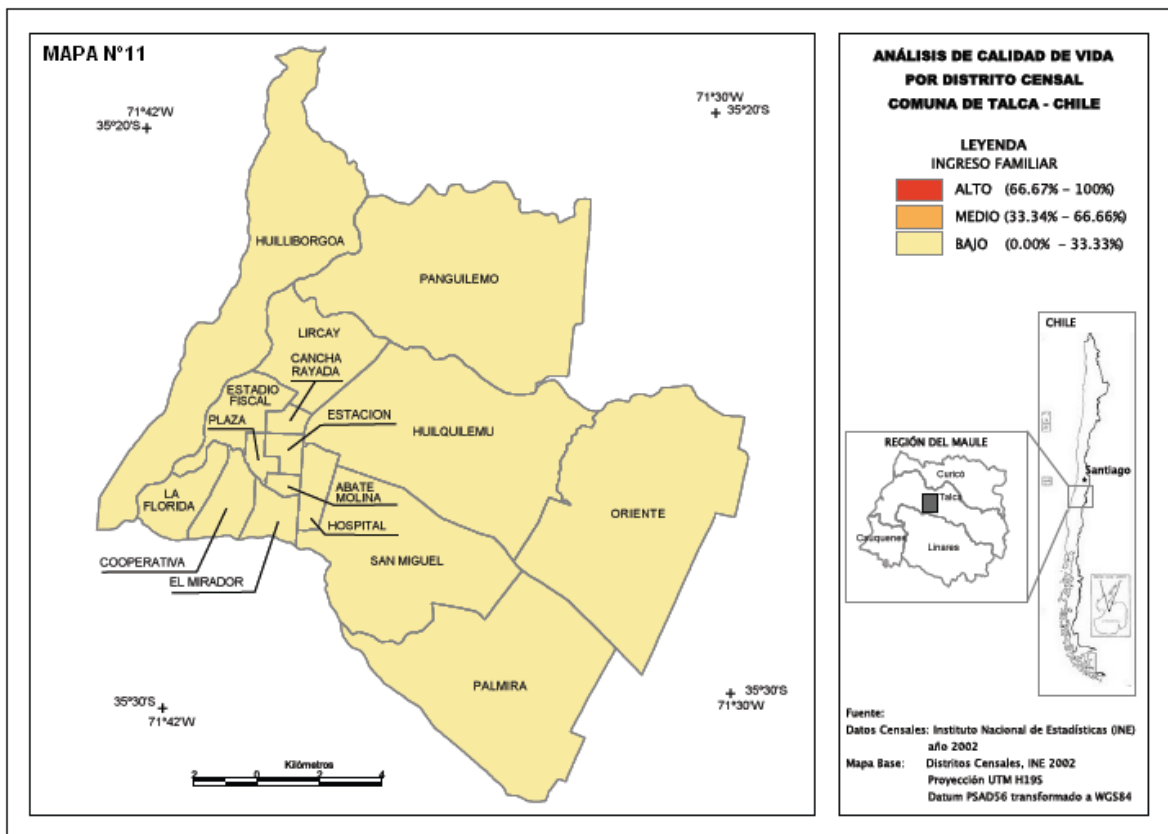 MAPA N°11
71°42'W
35°20'S
71°30'W
35°20'S
HUILLIBORGOA
PANGUILEMO
LIRCAY
CANCHA
RAYADA
ESTADIO
FISCAL
PLAZA
ESTACION
HUILQUILEMU
LA
FLORIDA
ABATE
MOLINA
HOSPITAL
ORIENTE
COOPERATIVA
EL MIRADOR
SAN MIGUEL
PALMIRA
35°30'S
71°42'W
35°30'S
71°30'W
Kilómetros
2 0 2 4
ANÁLISIS DE CALIDAD DE VIDA
POR DISTRITO CENSAL
COMUNA DE TALCA - CHILE
LEYENDA
INGRESO FAMILIAR
ALTO (66.67% - 100%)
MEDIO (33.34% - 66.66%)
BAJO (0.00% - 33.33%)
CHILE
Santiago
REGIÓN DEL MAULE
Curicó
Talca
Cauquenes
Linares
Fuente:
Datos Censales: Instituto Nacional de Estadísticas (INE)
año 2002
Mapa Base: Distritos Censales, INE 2002
Proyección UTM H19S
Datum PSAD56 transformado a WGS84